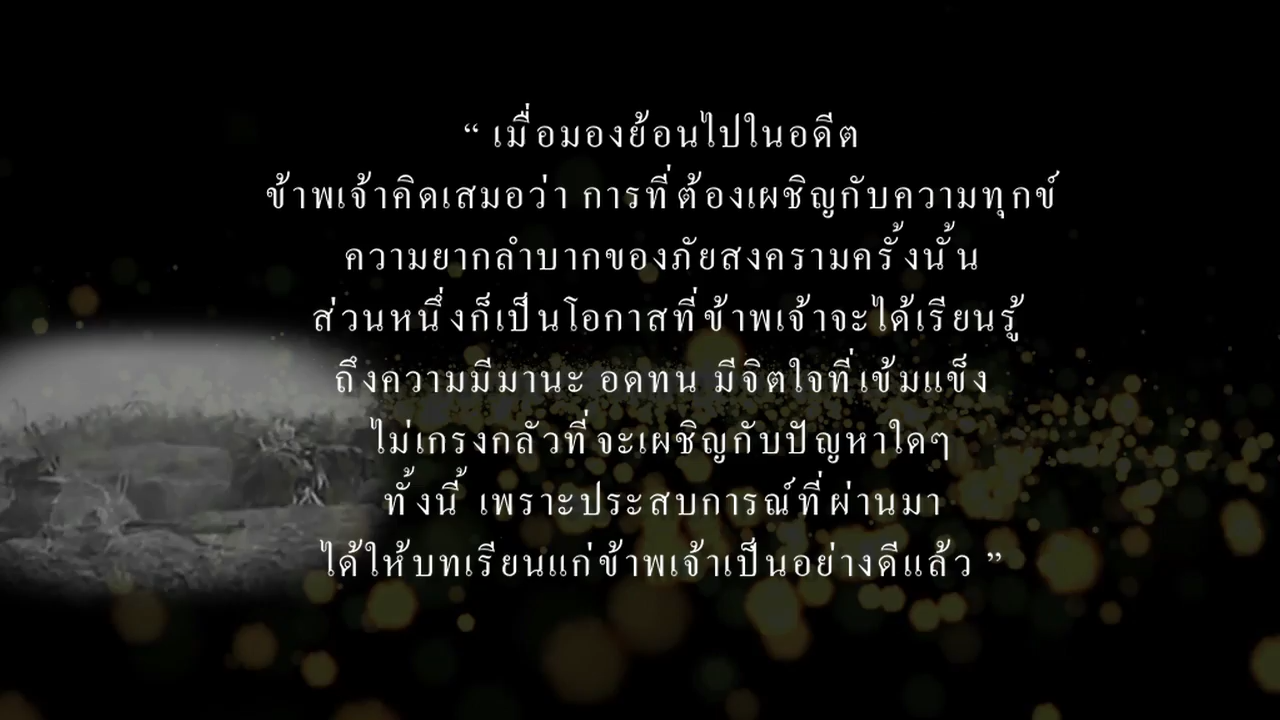 “ เมื่อมองย้อนไปในอดีต
ข้าพเจ้าคิดเสมอว่า การที่ต้องเผชิญกับความทุกข์
ความยากลำบากของภัยสงครามครั้งนั้น
ส่วนหนึ่งก็เป็นโอกาสที่ข้าพเจ้าจะได้เรียนรู้
ถึงความมีมานะ อดทน มีจิตใจที่เข้มแข็ง
ไม่เกรงกลัวที่จะเผชิญกับปัญหาใดๆ
ทั้งนี้ เพราะประสบการณ์ที่ผ่านมา
ได้ให้บทเรียนแก่ข้าพเจ้าเป็นอย่างดีแล้ว ”